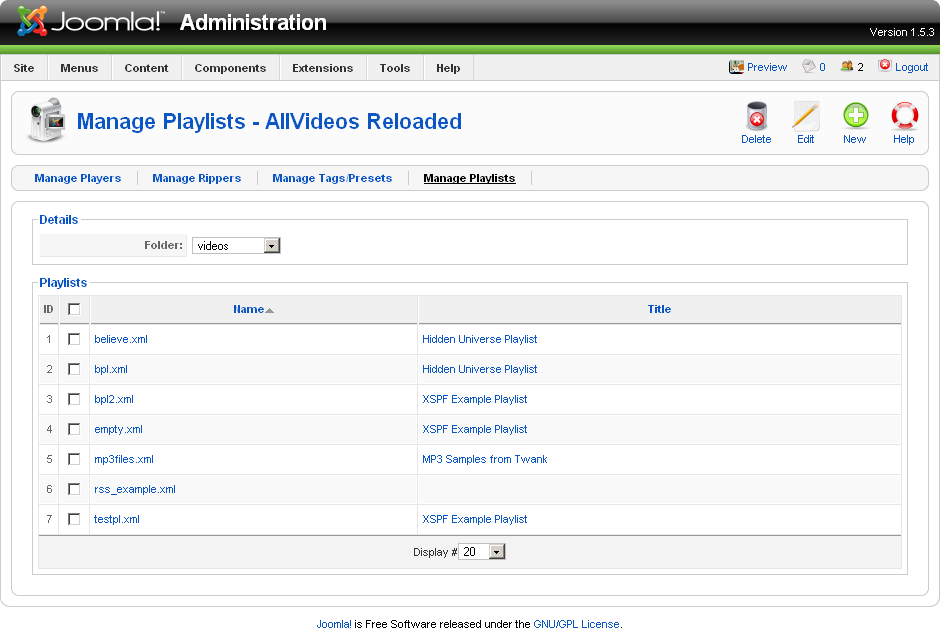 Joomla!™ Administration
Version 1.5.3
Site Menus Content Components Extensions Tools Help Preview 0 2 Logout
Manage Playlists - AllVideos Reloaded
Delete Edit New Help
Manage Players Manage Rippers Manage Tags/Presets Manage Playlists
Details
Folder: videos
Playlists
ID Name Title
1 believe.xml Hidden Universe Playlist
2 bpl.xml Hidden Universe Playlist
3 bpl2.xml XSPF Example Playlist
4 empty.xml XSPF Example Playlist
5 mp3files.xml MP3 Samples from Twank
6 rss_example.xml
7 testpl.xml XSPF Example Playlist
Display # 20
Joomla! is Free Software released under the GNU/GPL License.